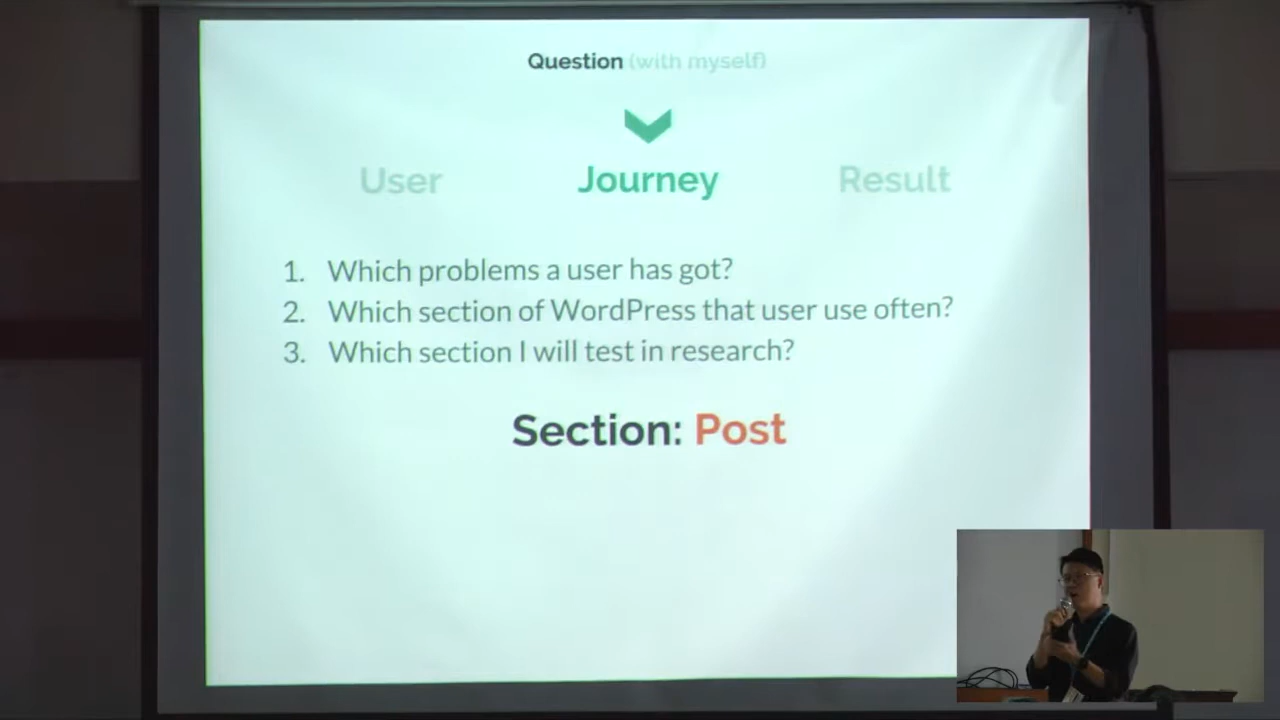 Question (with myself)
User Journey Result
1. Which problems a user has got?
2. Which section of WordPress that user use often?
3. Which section I will test in research?
Section: Post